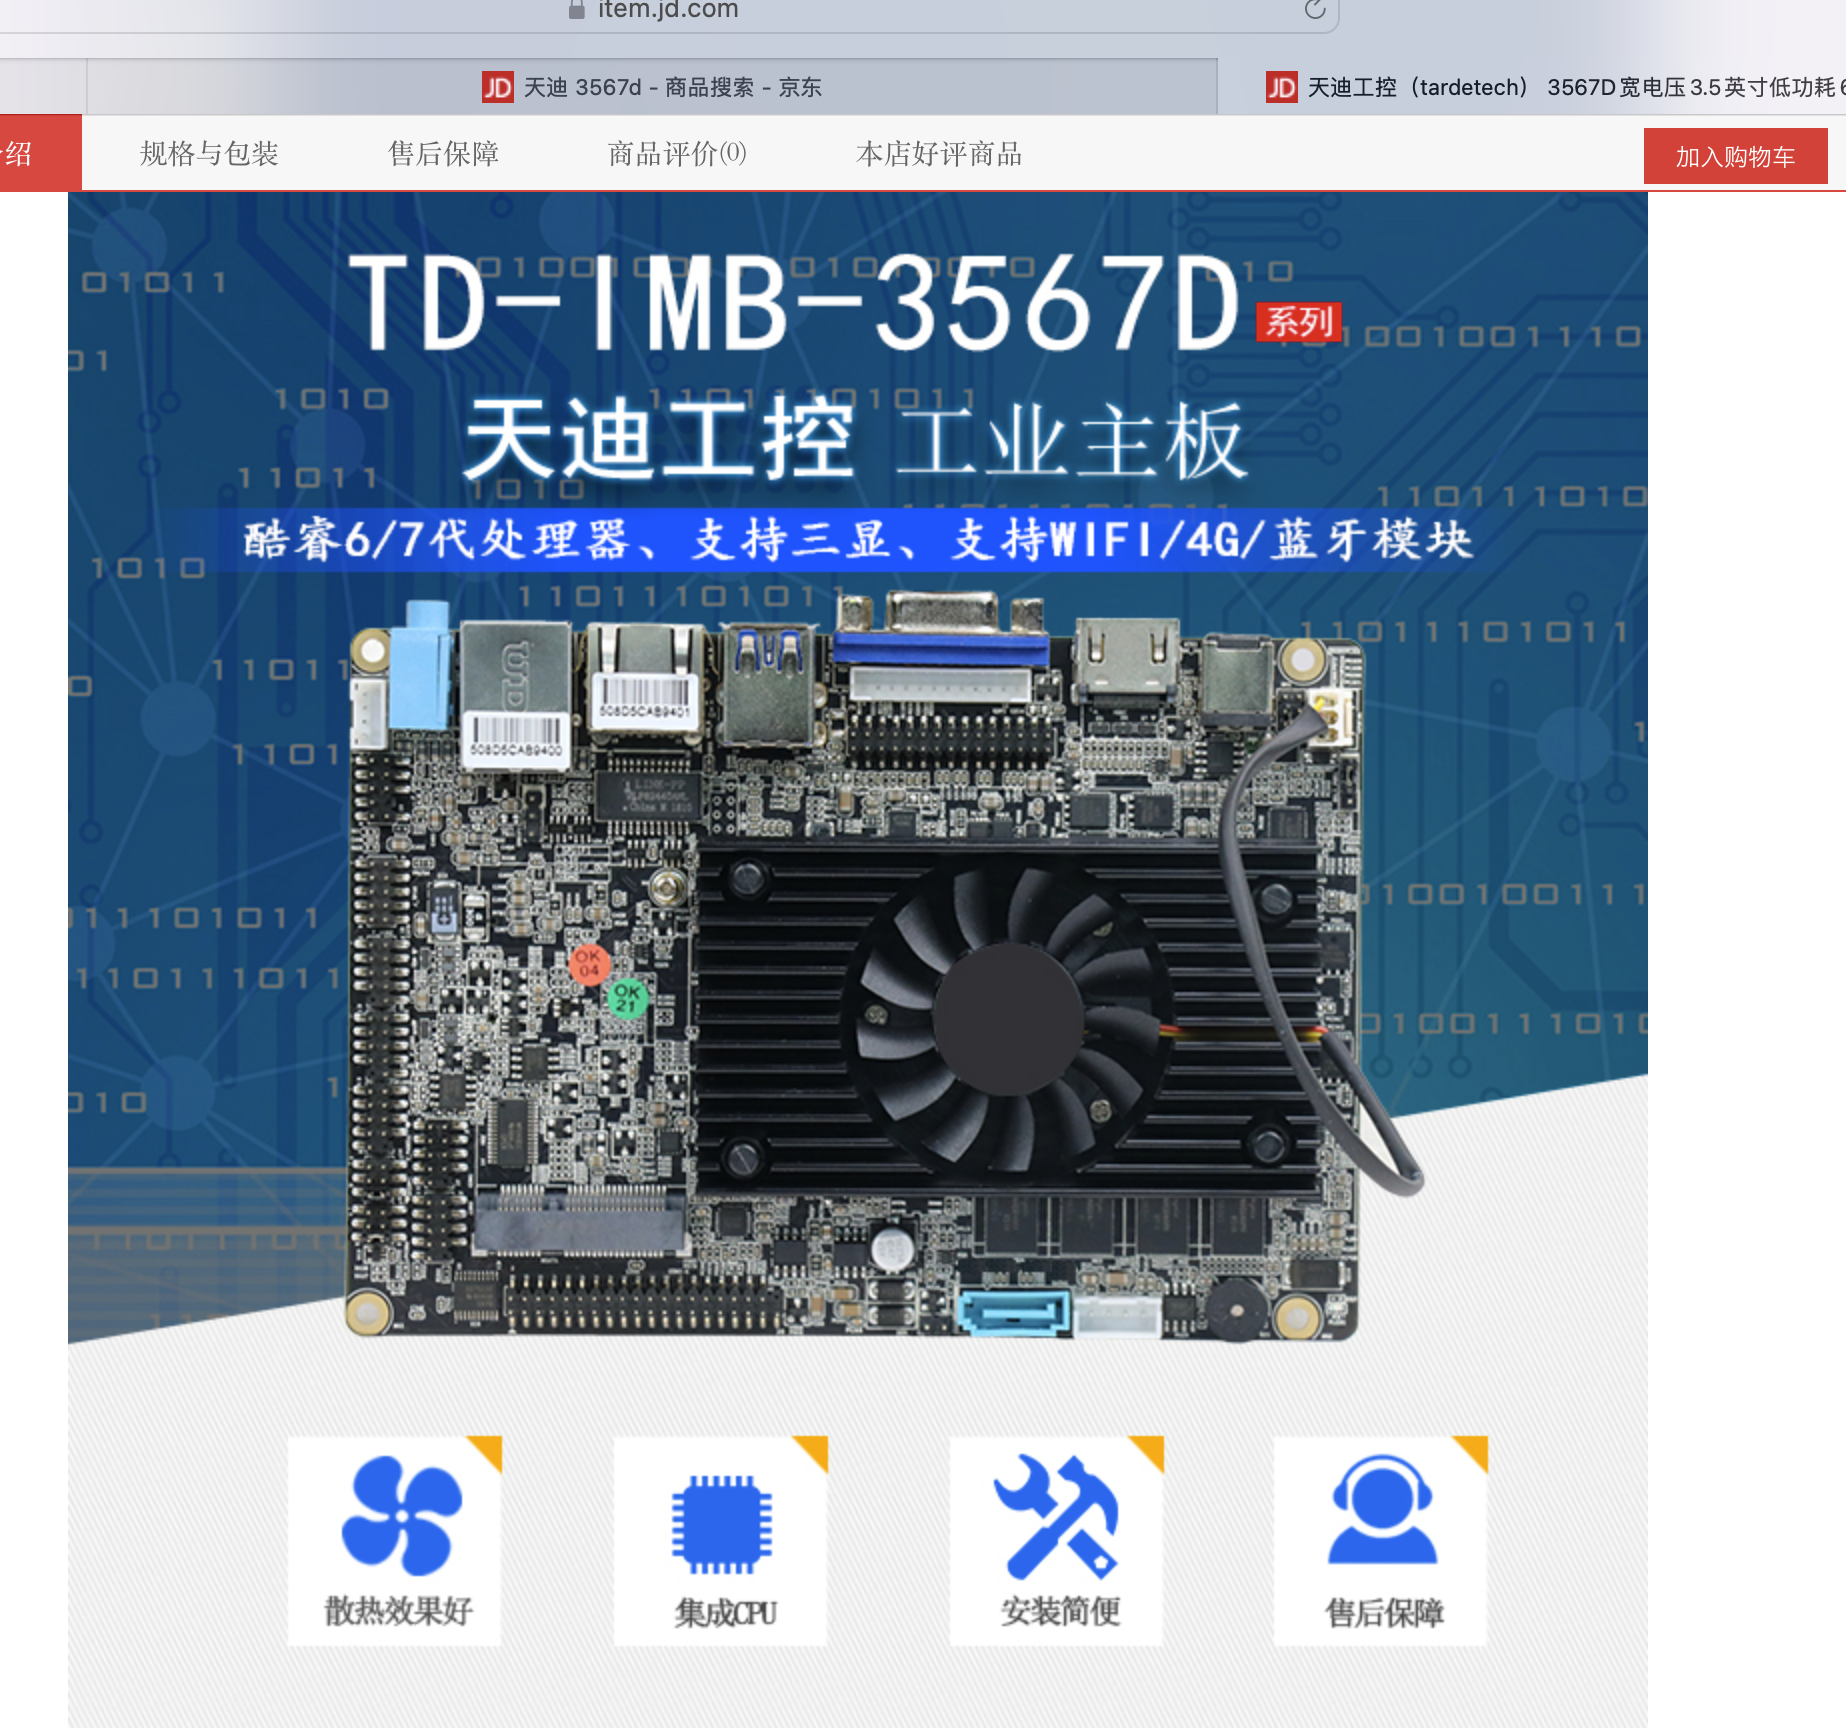 item.jd.com
JD 天迪 3567d - 商品搜索 - 京东
JD 天迪工控（tardetech） 3567D宽电压3.5英寸低功耗6
绍
规格与包装
售后保障
商品评价(0)
本店好评商品
加入购物车
TD-IMB-3567D 系列
天迪工控 工业主板
酷睿6/7代处理器、支持三显、支持WIFI/4G/蓝牙模块
UD
508D5CAB9400
508D5CAB9401
LINK-PP
OK
04
OK
21
散热效果好
集成CPU
安装简便
售后保障